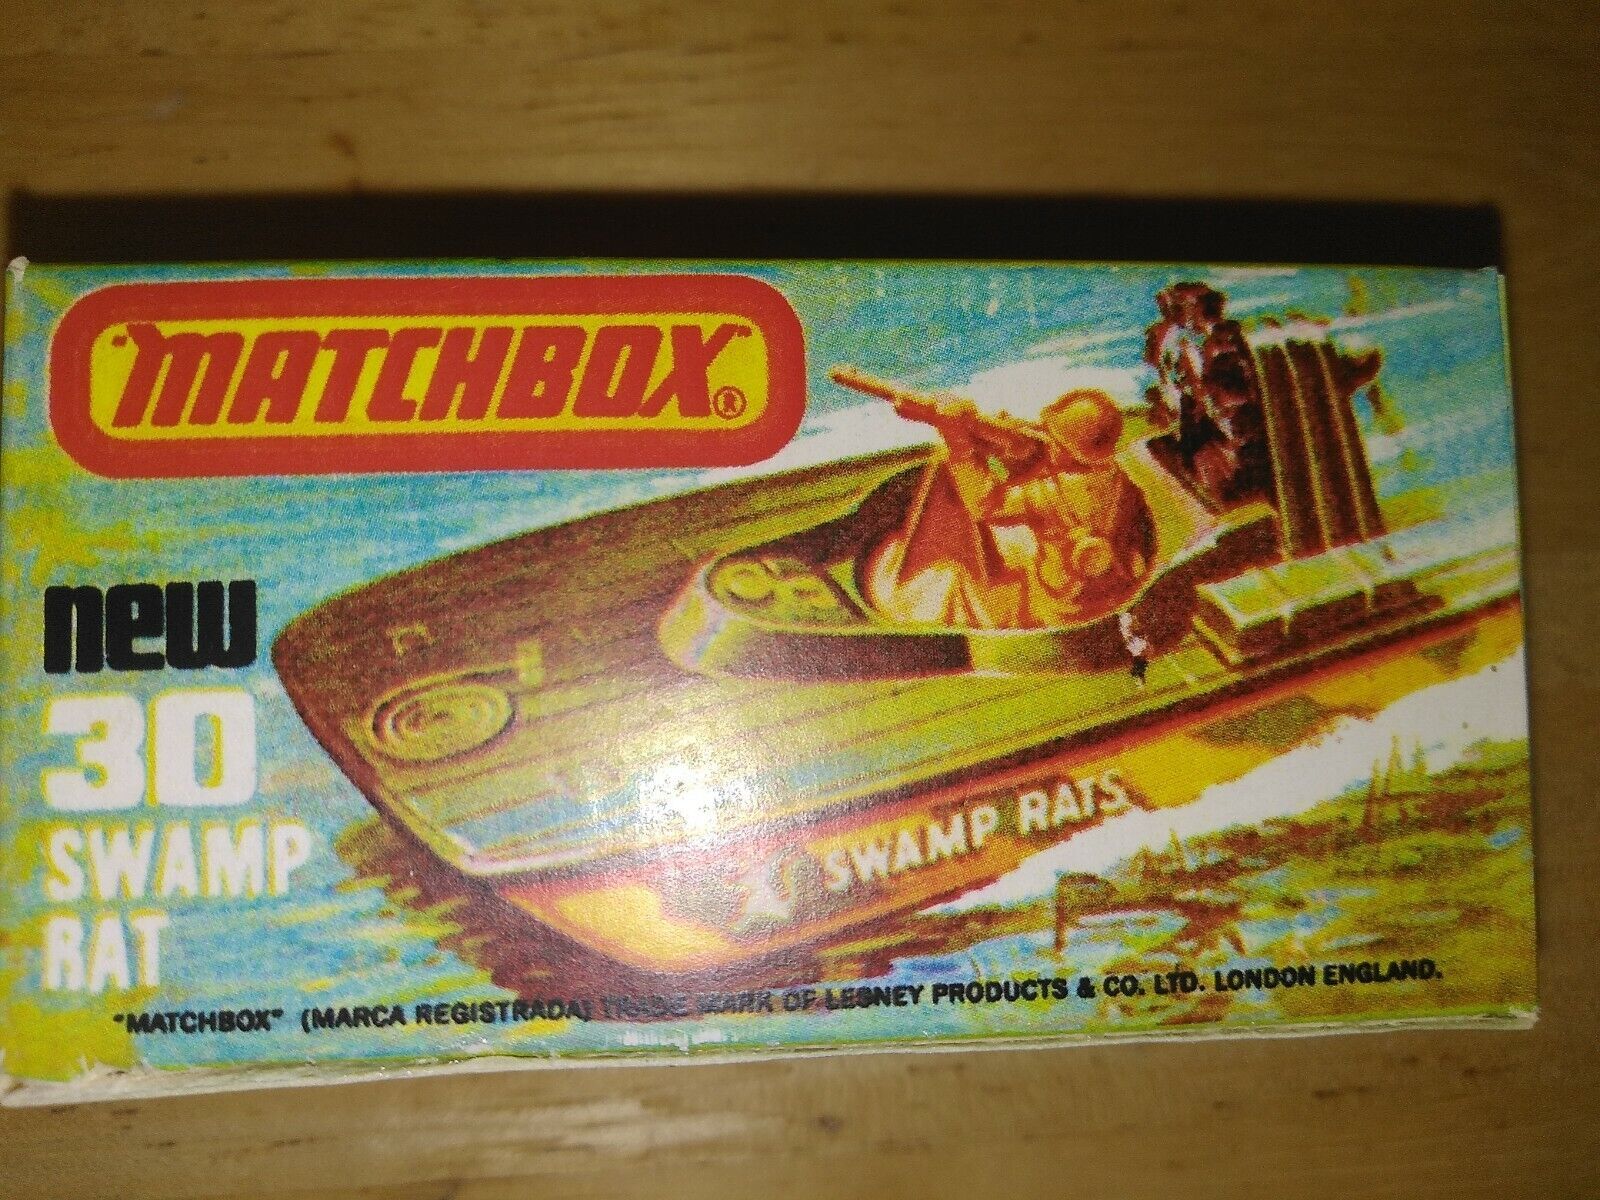 "MATCHBOX"®
new
30
SWAMP
RAT
SWAMP RATS
"MATCHBOX" (MARCA REGISTRADA) TRADE MARK OF LESNEY PRODUCTS & CO. LTD. LONDON ENGLAND.